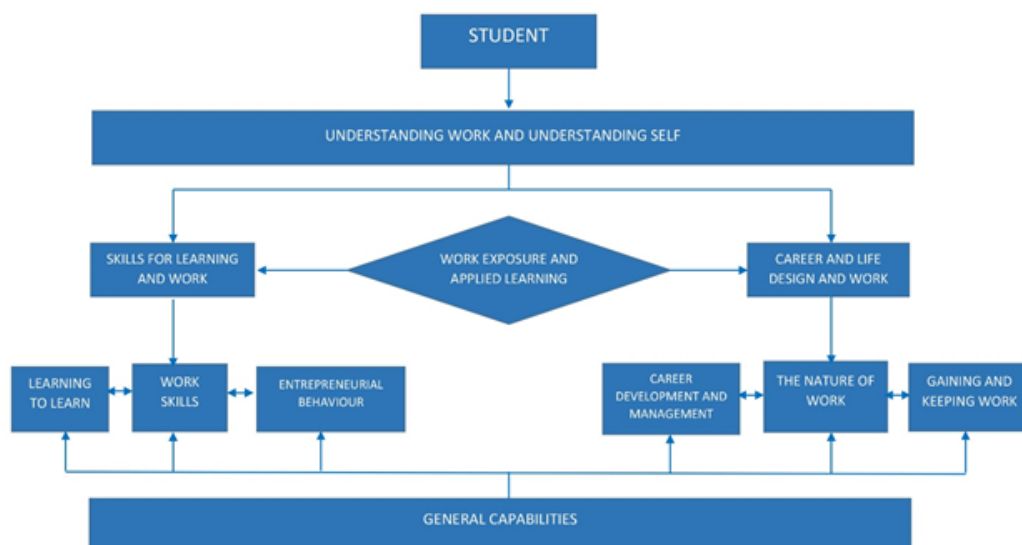 STUDENT
UNDERSTANDING WORK AND UNDERSTANDING SELF
SKILLS FOR LEARNING
AND WORK
WORK EXPOSURE AND
APPLIED LEARNING
CAREER AND LIFE
DESIGN AND WORK
LEARNING
TO LEARN
WORK
SKILLS
ENTREPRENEURIAL
BEHAVIOUR
CAREER
DEVELOPMENT AND
MANAGEMENT
THE NATURE OF
WORK
GAINING AND
KEEPING WORK
GENERAL CAPABILITIES